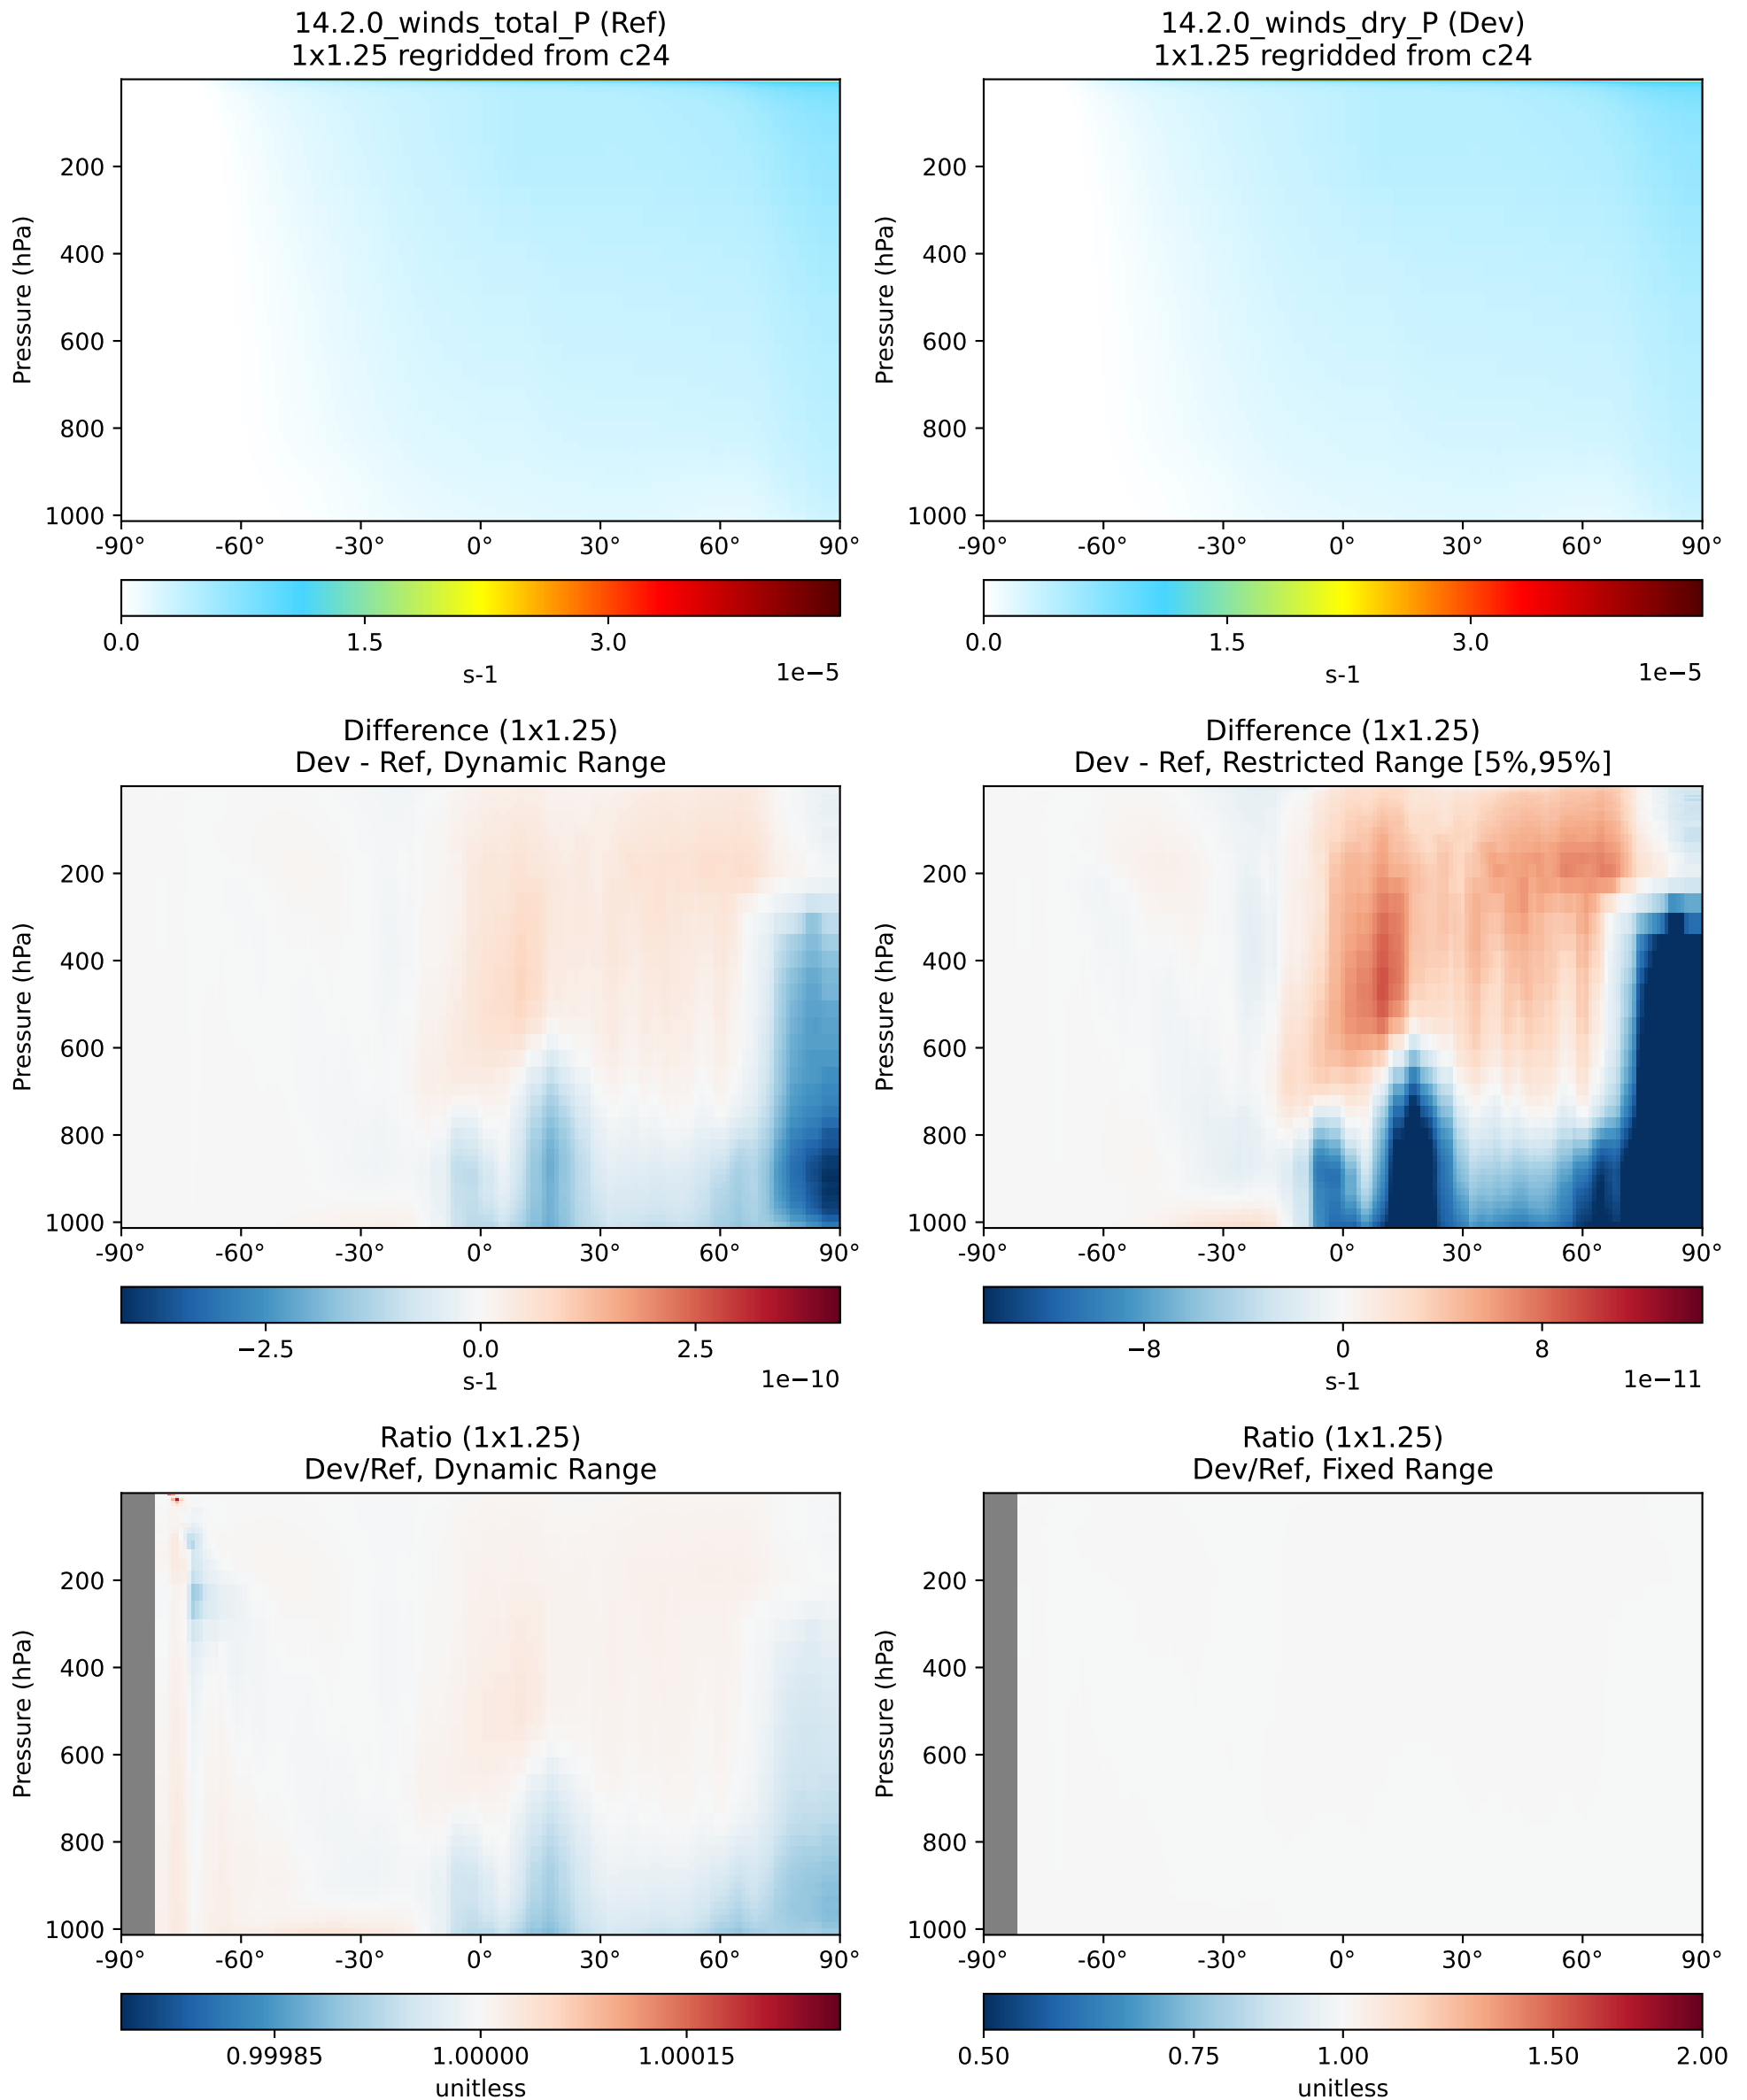 14.2.0_winds_total_P (Ref)
1x1.25 regridded from c24
Pressure (hPa)
200
400
600
800
1000
-90° -60° -30° 0° 30° 60° 90°
0.0 1.5 3.0
s-1
1e−5
14.2.0_winds_dry_P (Dev)
1x1.25 regridded from c24
Pressure (hPa)
200
400
600
800
1000
-90° -60° -30° 0° 30° 60° 90°
0.0 1.5 3.0
s-1
1e−5
Difference (1x1.25)
Dev - Ref, Dynamic Range
Pressure (hPa)
200
400
600
800
1000
-90° -60° -30° 0° 30° 60° 90°
−2.5 0.0 2.5
s-1
1e−10
Difference (1x1.25)
Dev - Ref, Restricted Range [5%,95%]
Pressure (hPa)
200
400
600
800
1000
-90° -60° -30° 0° 30° 60° 90°
−8 0 8
s-1
1e−11
Ratio (1x1.25)
Dev/Ref, Dynamic Range
Pressure (hPa)
200
400
600
800
1000
-90° -60° -30° 0° 30° 60° 90°
0.99985 1.00000 1.00015
unitless
Ratio (1x1.25)
Dev/Ref, Fixed Range
Pressure (hPa)
200
400
600
800
1000
-90° -60° -30° 0° 30° 60° 90°
0.50 0.75 1.00 1.50 2.00
unitless